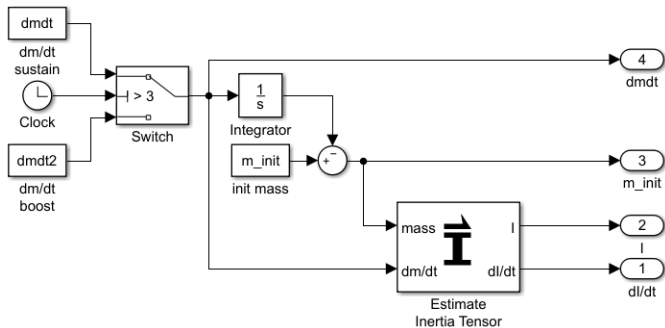 dmdt
dm/dt
sustain
Clock
> 3
Switch
dmdt2
dm/dt
boost
1
s
Integrator
m_init
init mass
+
−
4
dmdt
3
m_init
mass
I
dm/dt
dI/dt
Estimate
Inertia Tensor
2
I
1
dI/dt